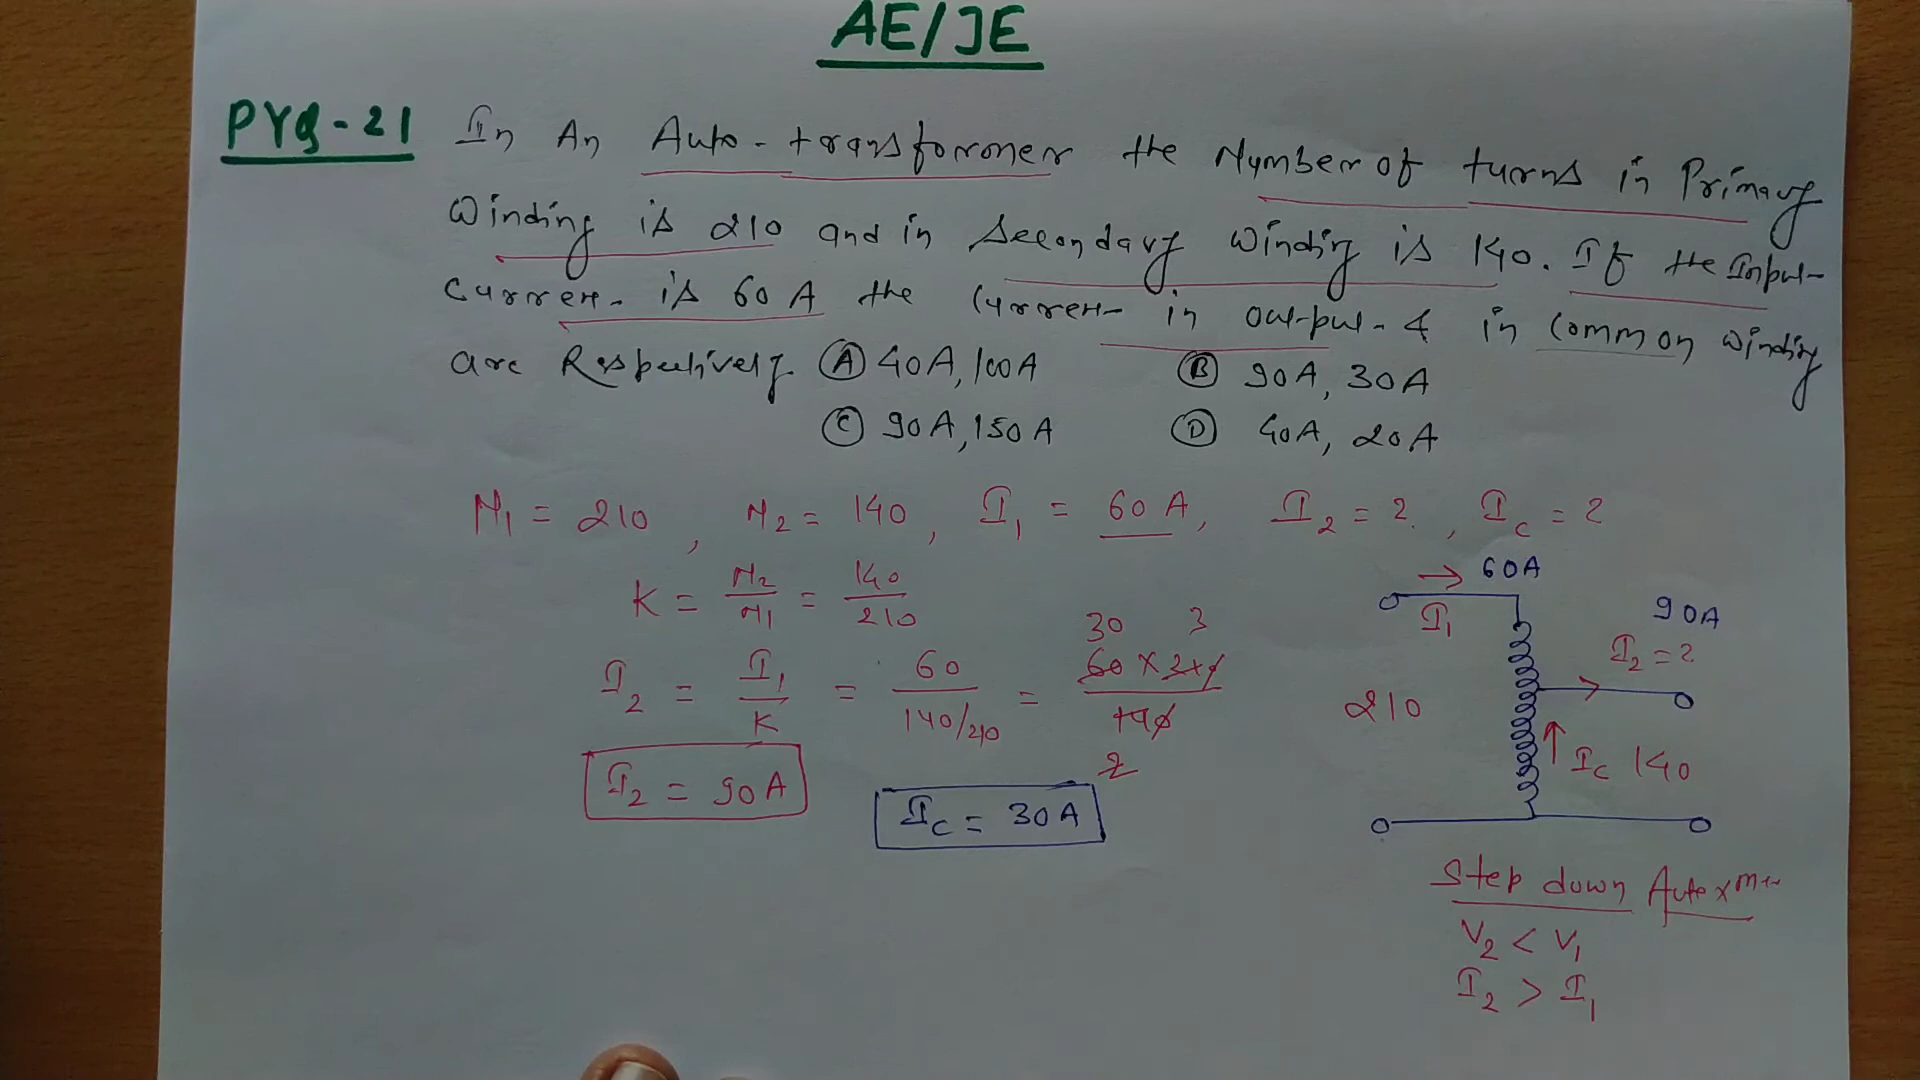 AE/JE
PYQ-21 In An Auto-transformer the Number of turns in Primary
Winding is 210 and in Secondary Winding is 140. If the Input
Current is 60 A the Current in output & in Common winding
are Respectively. (A) 40A, 100A (B) 90A, 30A
(C) 90A, 150A (D) 40A, 20A
N1 = 210, N2 = 140, I1 = 60 A, I2 = ?, Ic = ?
K = N2/N1 = 140/210
I2 = I1/K = 60/(140/210) = 60 × 210/140
30 3
2
I2 = 90A
Ic = 30A
60A
I1
90A
I2 = ?
210
Ic 140
Step down Autoxmer
V2 < V1
I2 > I1